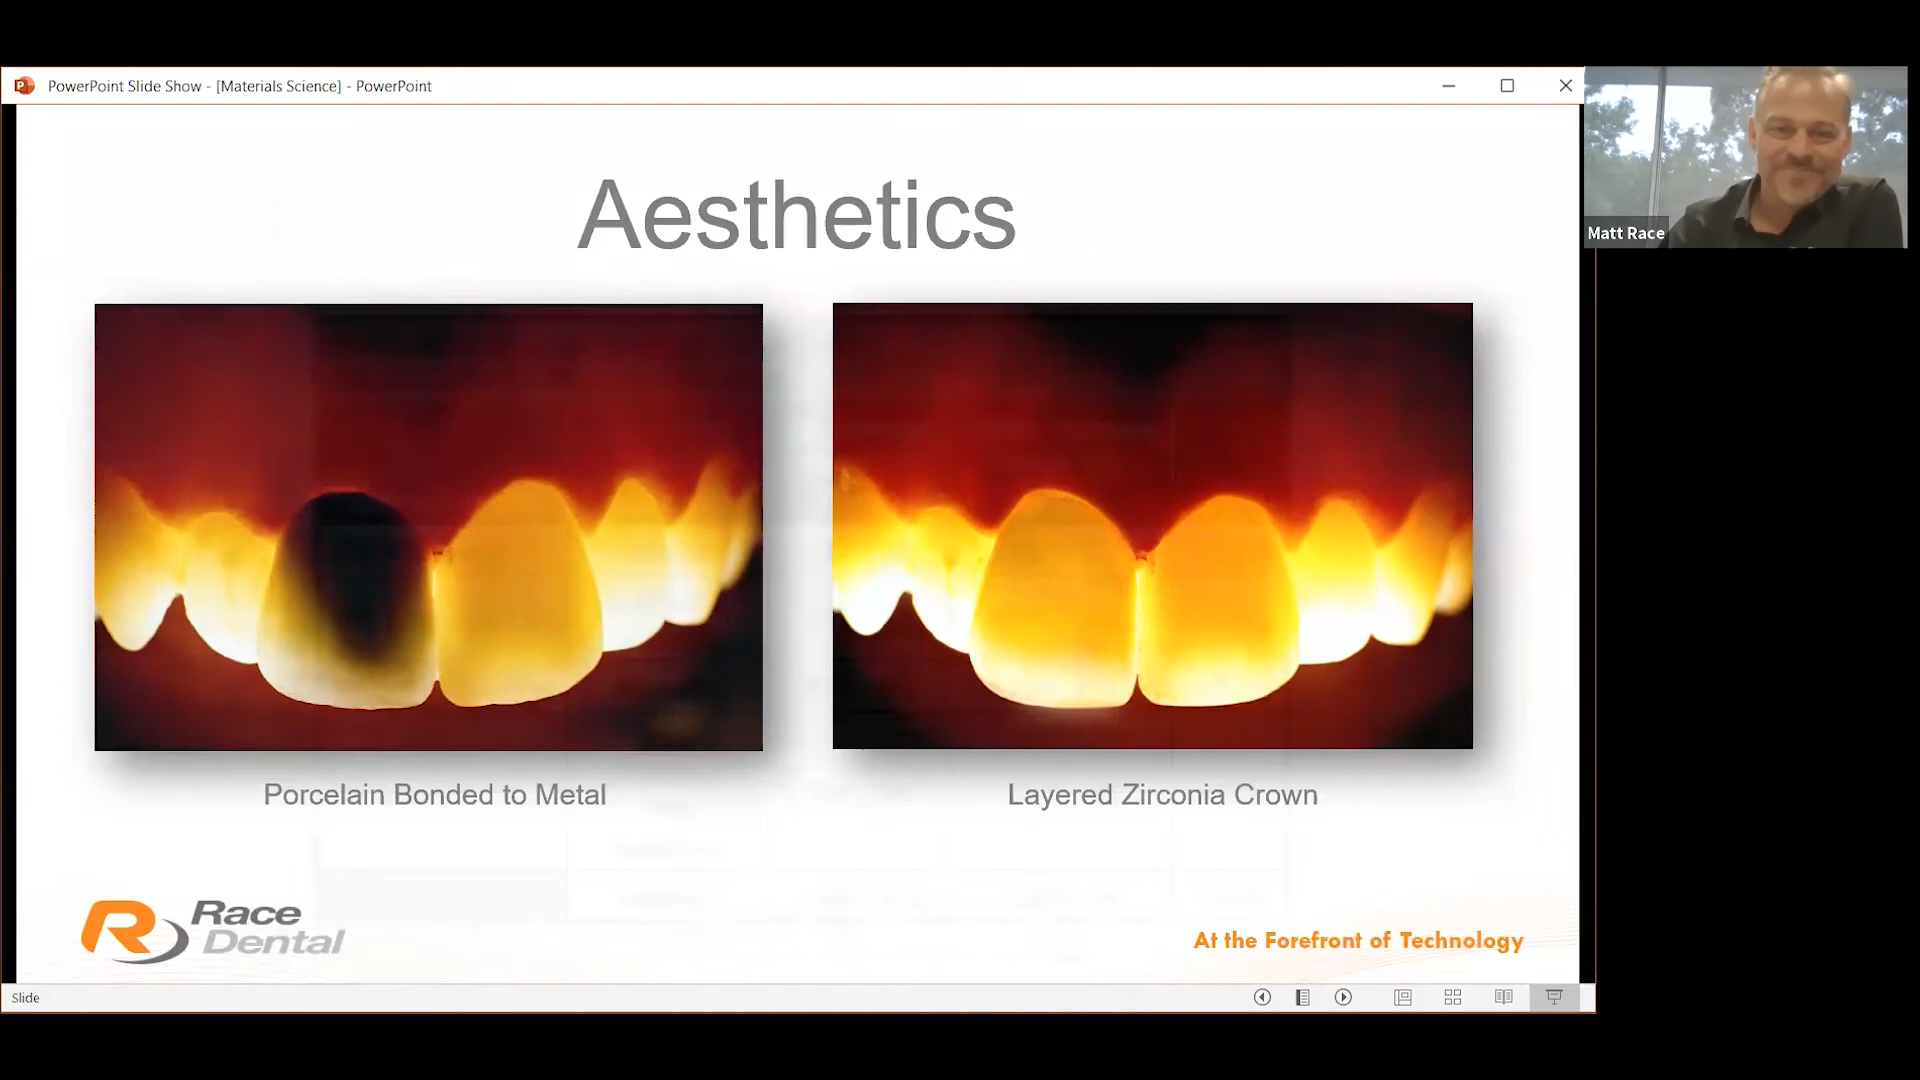 PowerPoint Slide Show - [Materials Science] - PowerPoint
Matt Race
Aesthetics
Porcelain Bonded to Metal
Layered Zirconia Crown
Race
Dental
At the Forefront of Technology
Slide